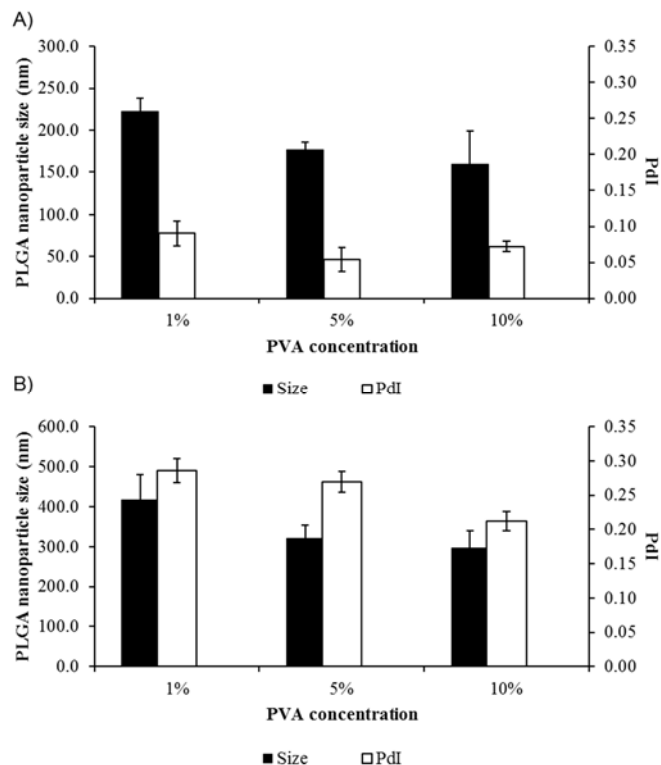 A)
PLGA nanoparticle size (nm)
300.0
250.0
200.0
150.0
100.0
50.0
0.0
0.35
0.30
0.25
0.20
0.15
0.10
0.05
0.00
PdI
1% 5% 10%
PVA concentration
Size PdI
B)
PLGA nanoparticle size (nm)
600.0
500.0
400.0
300.0
200.0
100.0
0.0
0.35
0.30
0.25
0.20
0.15
0.10
0.05
0.00
PdI
1% 5% 10%
PVA concentration
Size PdI